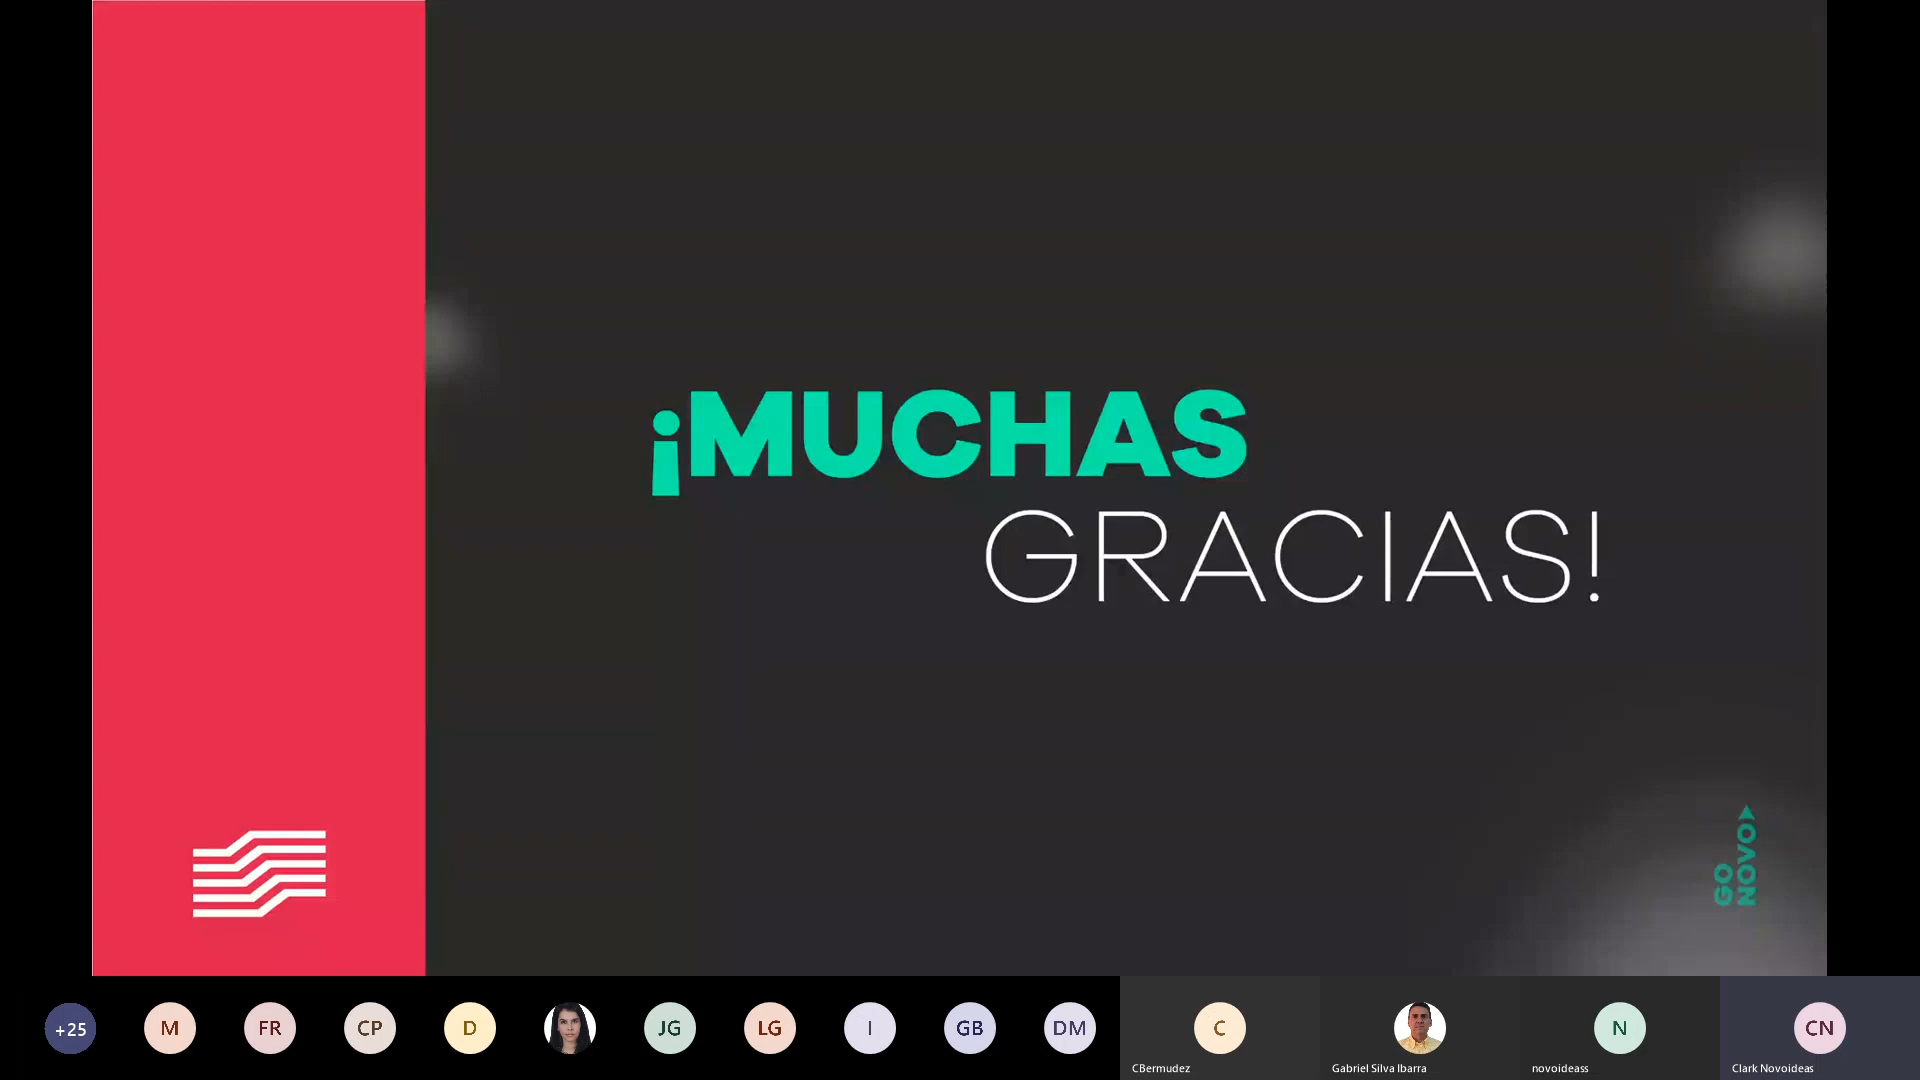 ¡MUCHAS
GRACIAS!
GO
NOVO
+25
M
FR
CP
D
JG
LG
I
GB
DM
C
N
CN
CBermudez
Gabriel Silva Ibarra
novoideass
Clark Novoideas